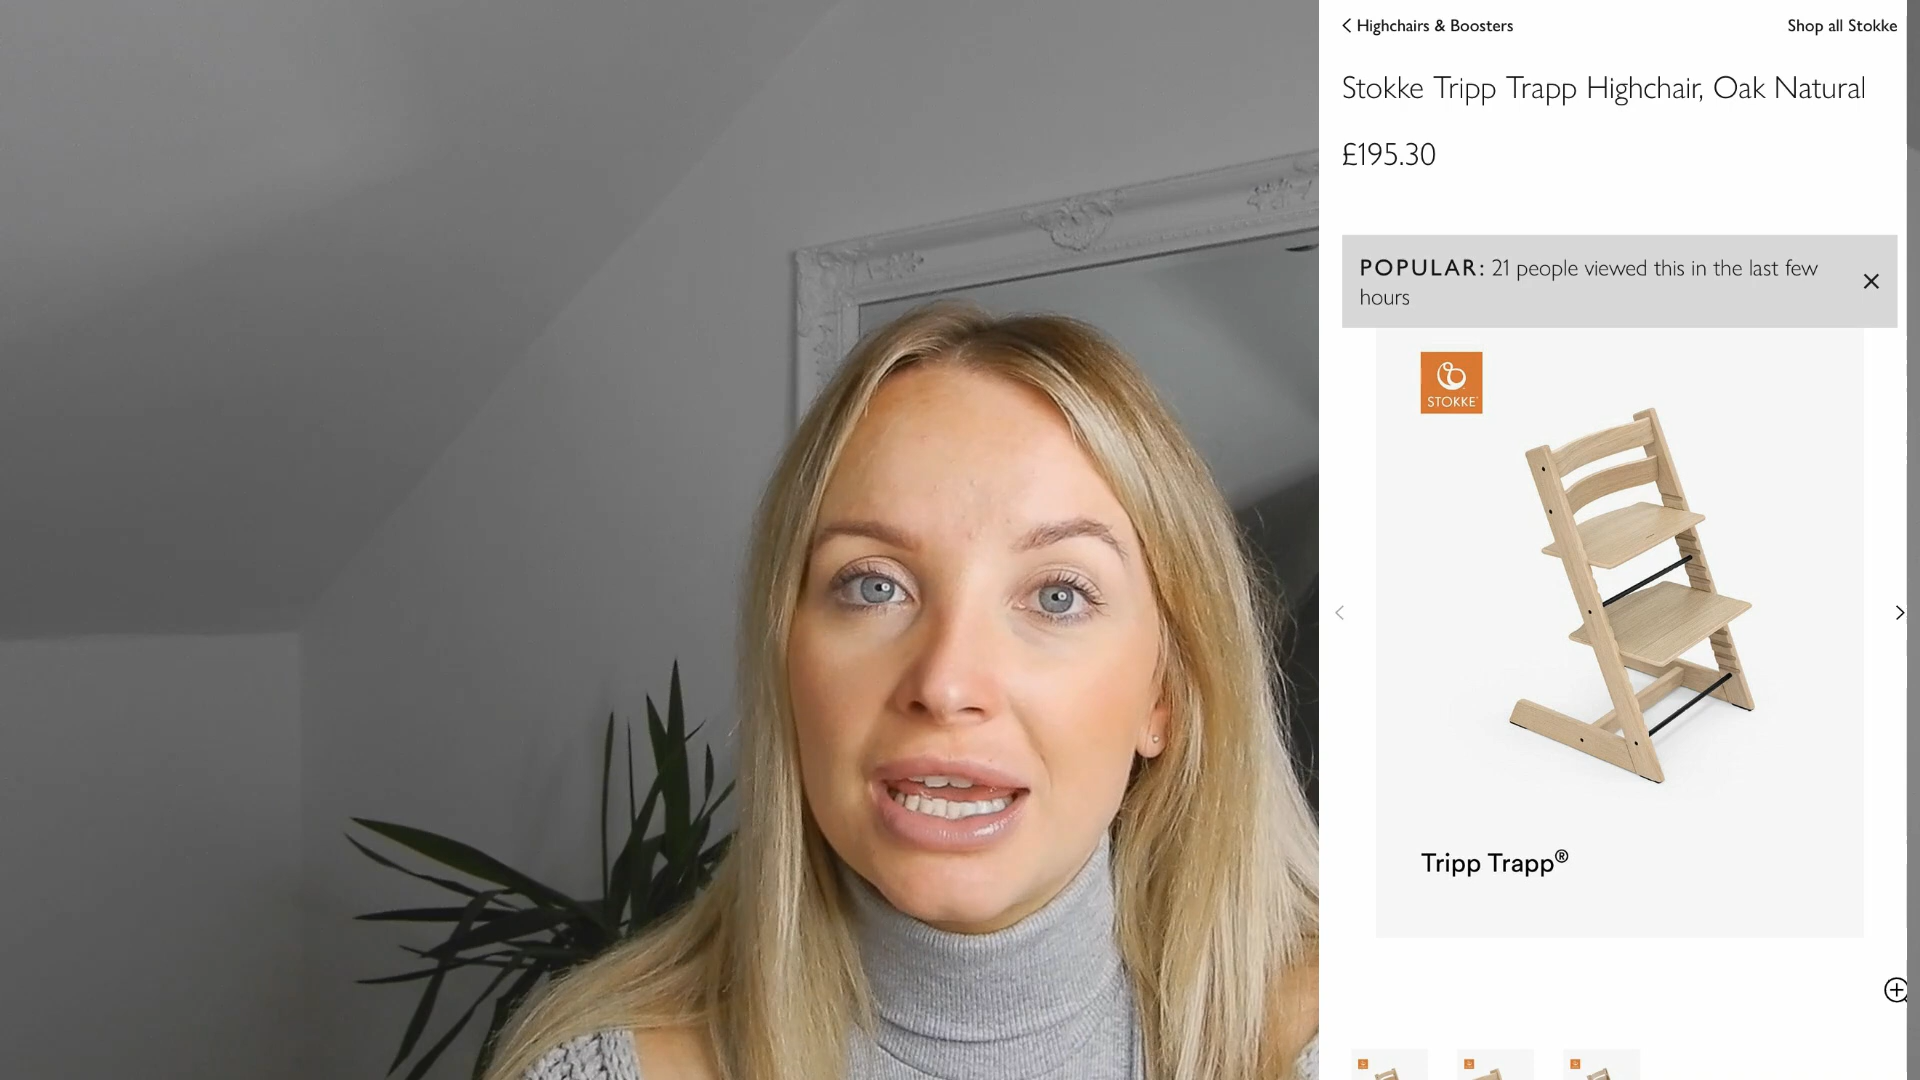 Highchairs & Boosters
Shop all Stokke
Stokke Tripp Trapp Highchair, Oak Natural
£195.30
POPULAR: 21 people viewed this in the last few
hours
STOKKE
Tripp Trapp®